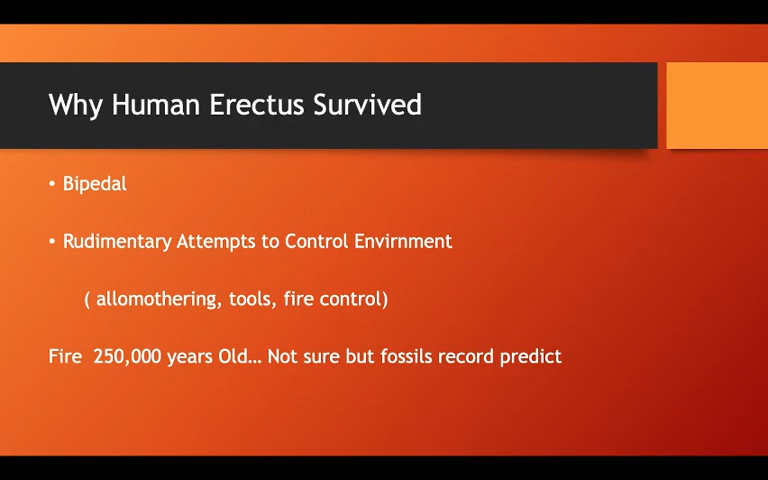 Why Human Erectus Survived
• Bipedal
• Rudimentary Attempts to Control Envirnment
( allomothering, tools, fire control)
Fire  250,000 years Old... Not sure but fossils record predict